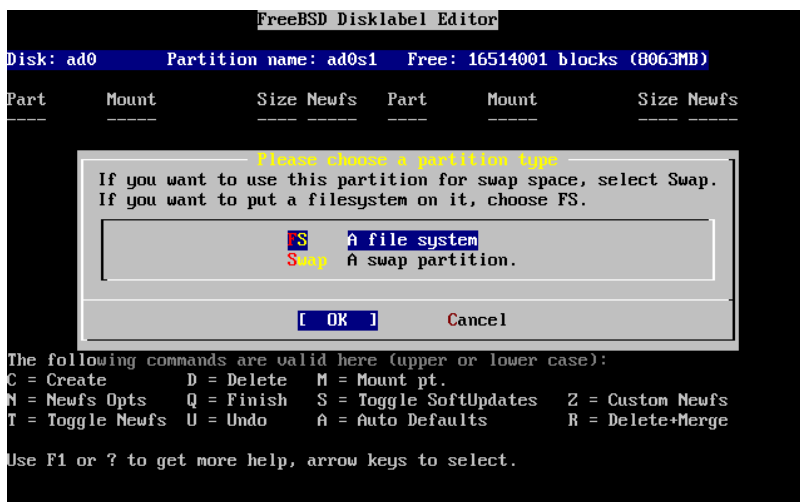 FreeBSD Disklabel Editor
Disk: ad0 Partition name: ad0s1 Free: 16514001 blocks (8063MB)
Part Mount Size Newfs Part Mount Size Newfs
---- ----- ---- ----- ---- ----- ---- -----
Please choose a partition type
If you want to use this partition for swap space, select Swap.
If you want to put a filesystem on it, choose FS.
FS A file system
Swap A swap partition.
[ OK ] Cancel
The following commands are valid here (upper or lower case):
C = Create D = Delete M = Mount pt.
N = Newfs Opts Q = Finish S = Toggle SoftUpdates Z = Custom Newfs
T = Toggle Newfs U = Undo A = Auto Defaults R = Delete+Merge
Use F1 or ? to get more help, arrow keys to select.